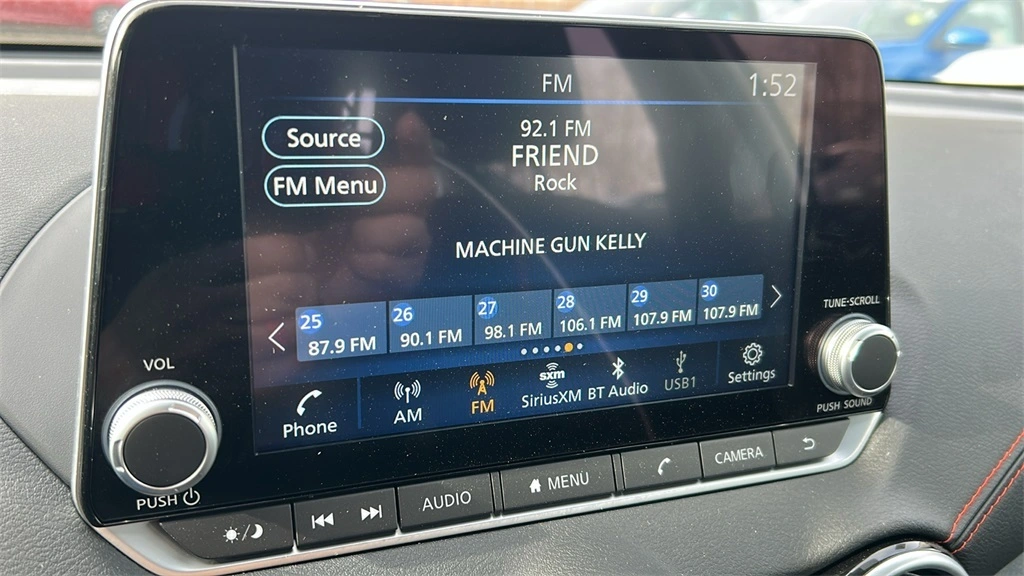 FM
1:52
Source
92.1 FM
FRIEND
FM Menu
Rock
MACHINE GUN KELLY
25 26 27 28 29 30
87.9 FM 90.1 FM 98.1 FM 106.1 FM 107.9 FM 107.9 FM
Phone AM FM sxm SiriusXM BT Audio USB1 Settings
VOL
PUSH
TUNE·SCROLL
PUSH SOUND
AUDIO MENU CAMERA